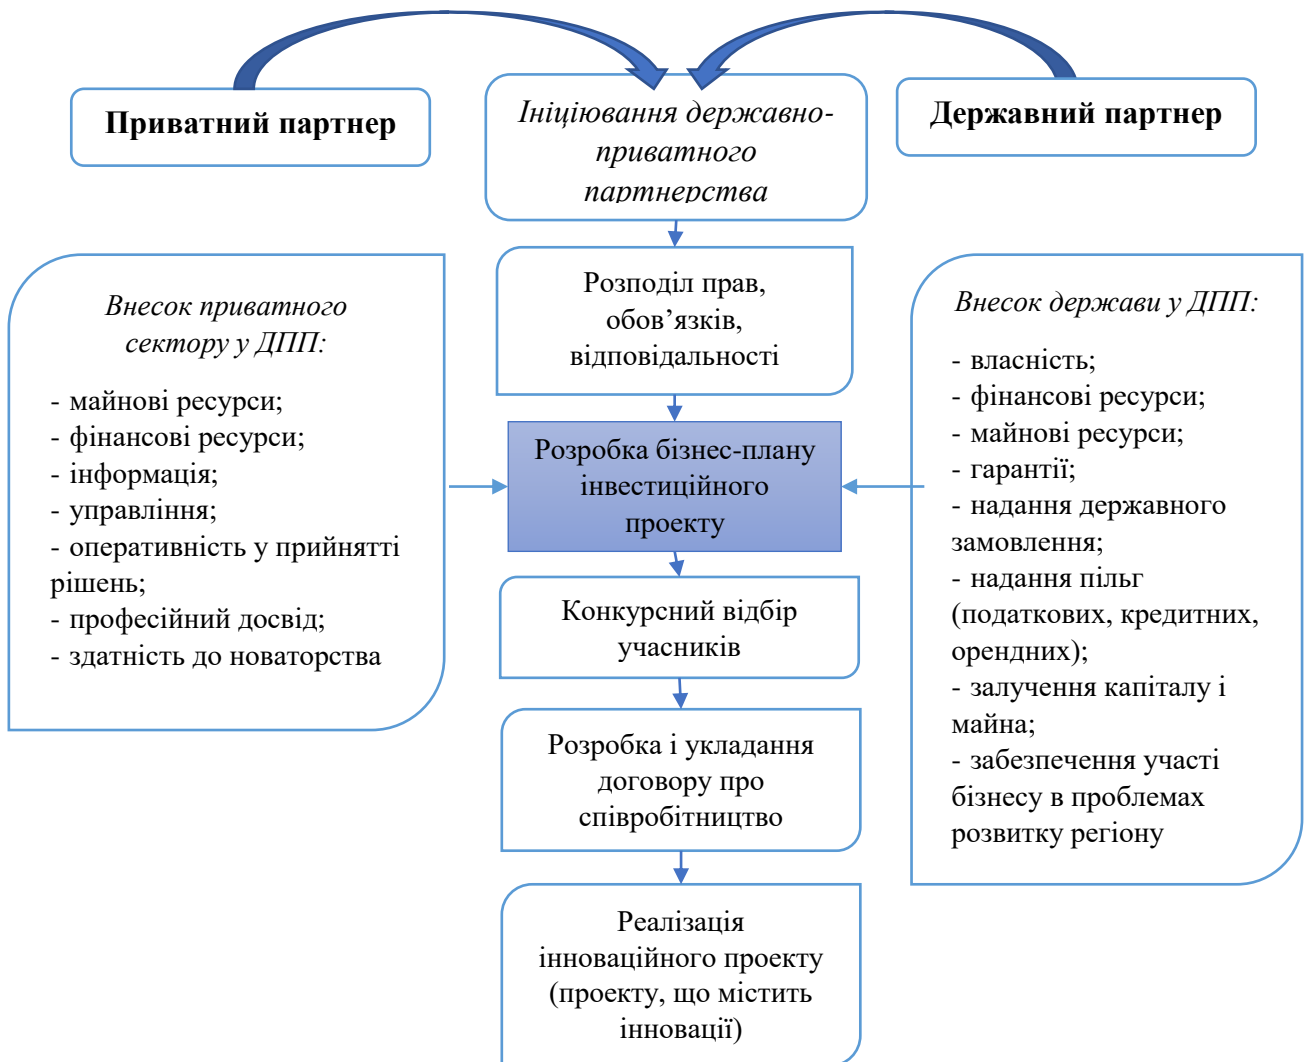 Приватний партнер
Ініціювання державно-
приватного
партнерства
Державний партнер
Внесок приватного
сектору у ДПП:
- майнові ресурси;
- фінансові ресурси;
- інформація;
- управління;
- оперативність у прийнятті
рішень;
- професійний досвід;
- здатність до новаторства
Розподіл прав,
обов’язків,
відповідальності
Розробка бізнес-плану
інвестиційного
проекту
Конкурсний відбір
учасників
Розробка і укладання
договору про
співробітництво
Реалізація
інноваційного проекту
(проекту, що містить
інновації)
Внесок держави у ДПП:
- власність;
- фінансові ресурси;
- майнові ресурси;
- гарантії;
- надання державного
замовлення;
- надання пільг
(податкових, кредитних,
орендних);
- залучення капіталу і
майна;
- забезпечення участі
бізнесу в проблемах
розвитку регіону